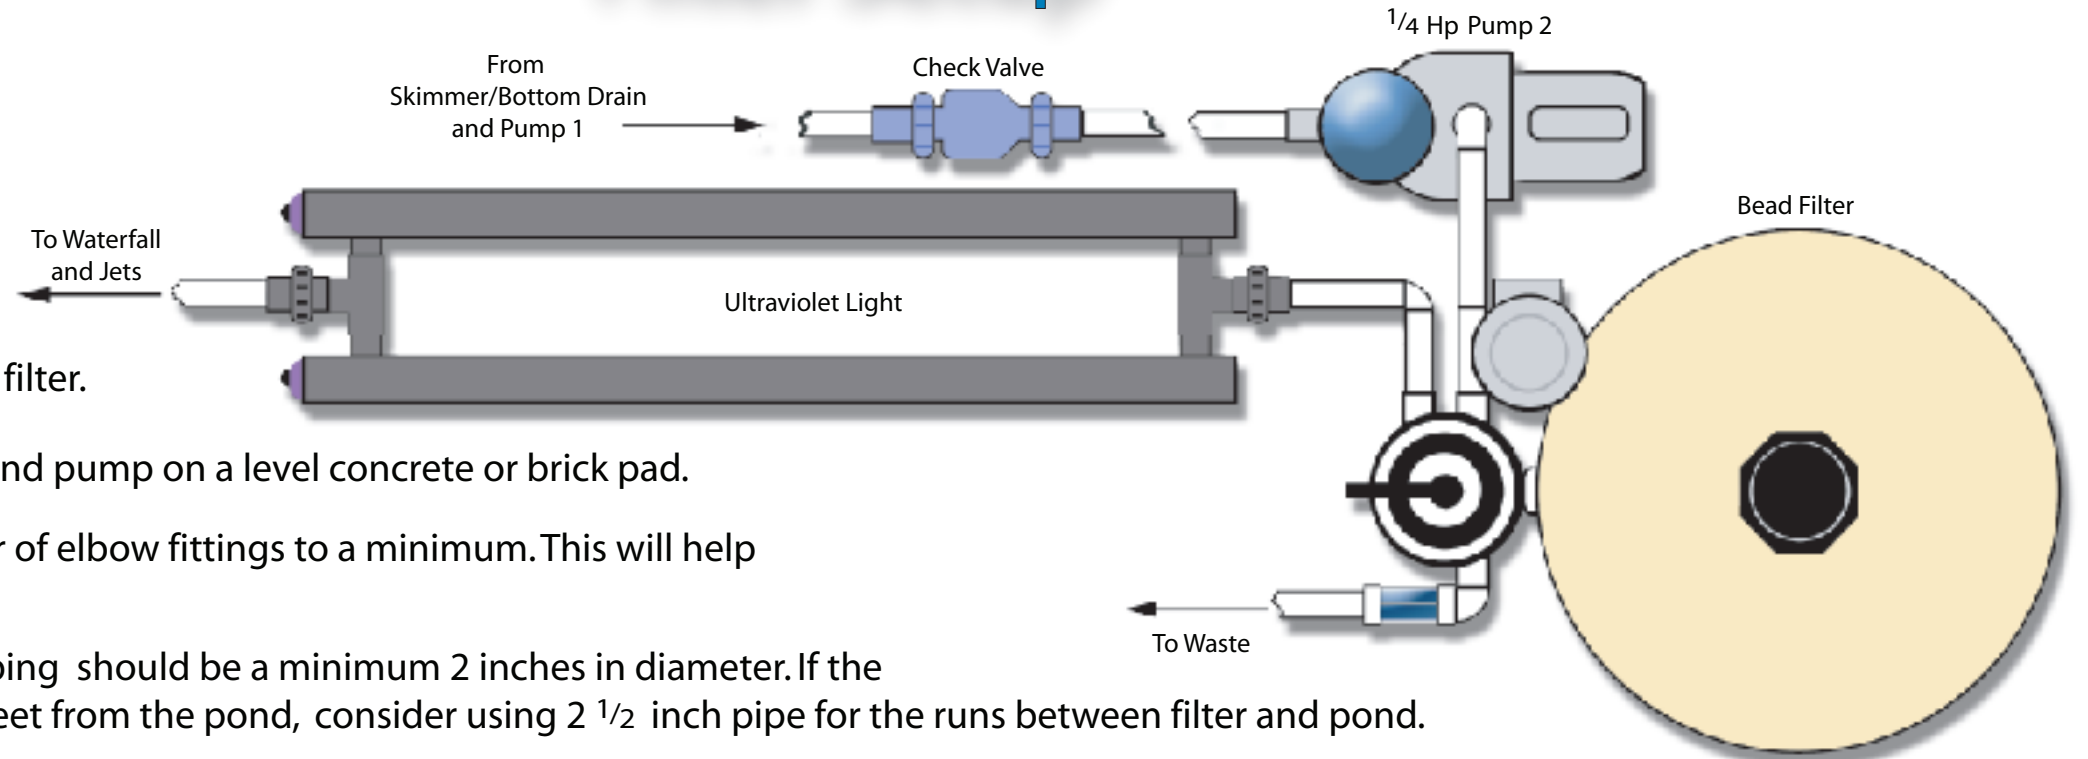 1/4 Hp Pump 2
From
Skimmer/Bottom Drain
and Pump 1
Check Valve
Bead Filter
To Waterfall
and Jets
Ultraviolet Light
filter.
nd pump on a level concrete or brick pad.
of elbow fittings to a minimum. This will help
To Waste
should be a minimum 2 inches in diameter. If the
eet from the pond, consider using 2 1/2 inch pipe for the runs between filter and pond.